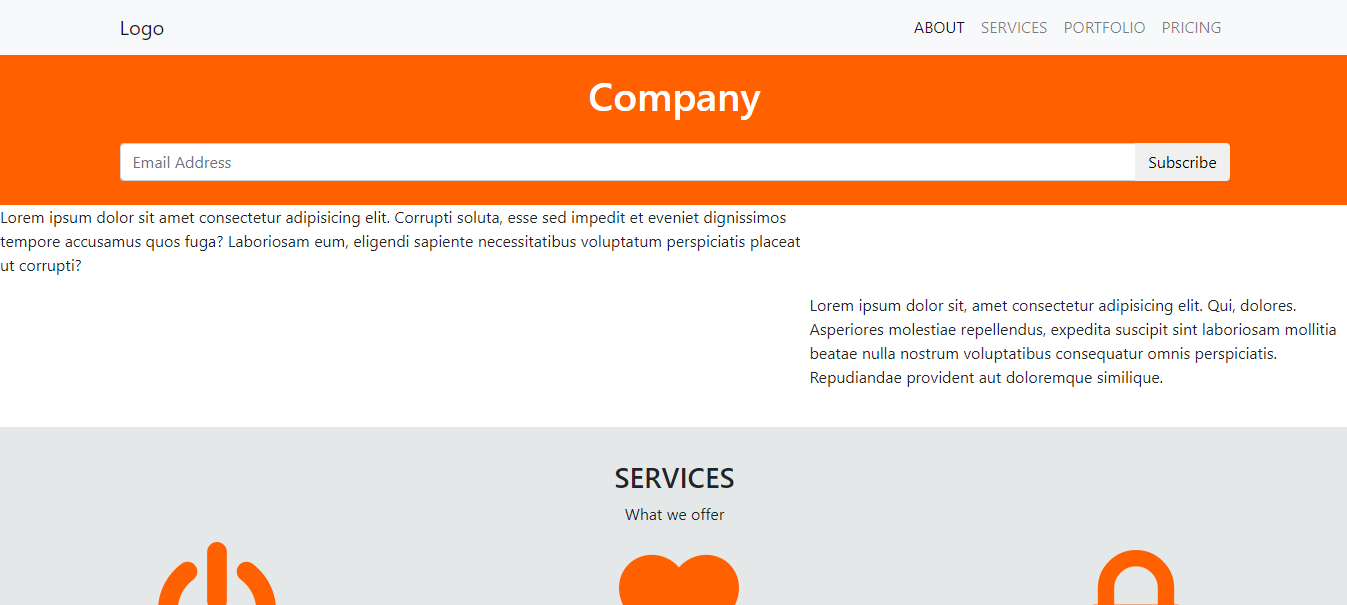 Logo
ABOUT SERVICES PORTFOLIO PRICING
Company
Email Address Subscribe
Lorem ipsum dolor sit amet consectetur adipisicing elit. Corrupti soluta, esse sed impedit et eveniet dignissimos
tempore accusamus quos fuga? Laboriosam eum, eligendi sapiente necessitatibus voluptatum perspiciatis placeat
ut corrupti?
Lorem ipsum dolor sit, amet consectetur adipisicing elit. Qui, dolores.
Asperiores molestiae repellendus, expedita suscipit sint laboriosam mollitia
beatae nulla nostrum voluptatibus consequatur omnis perspiciatis.
Repudiandae provident aut doloremque similique.
SERVICES
What we offer